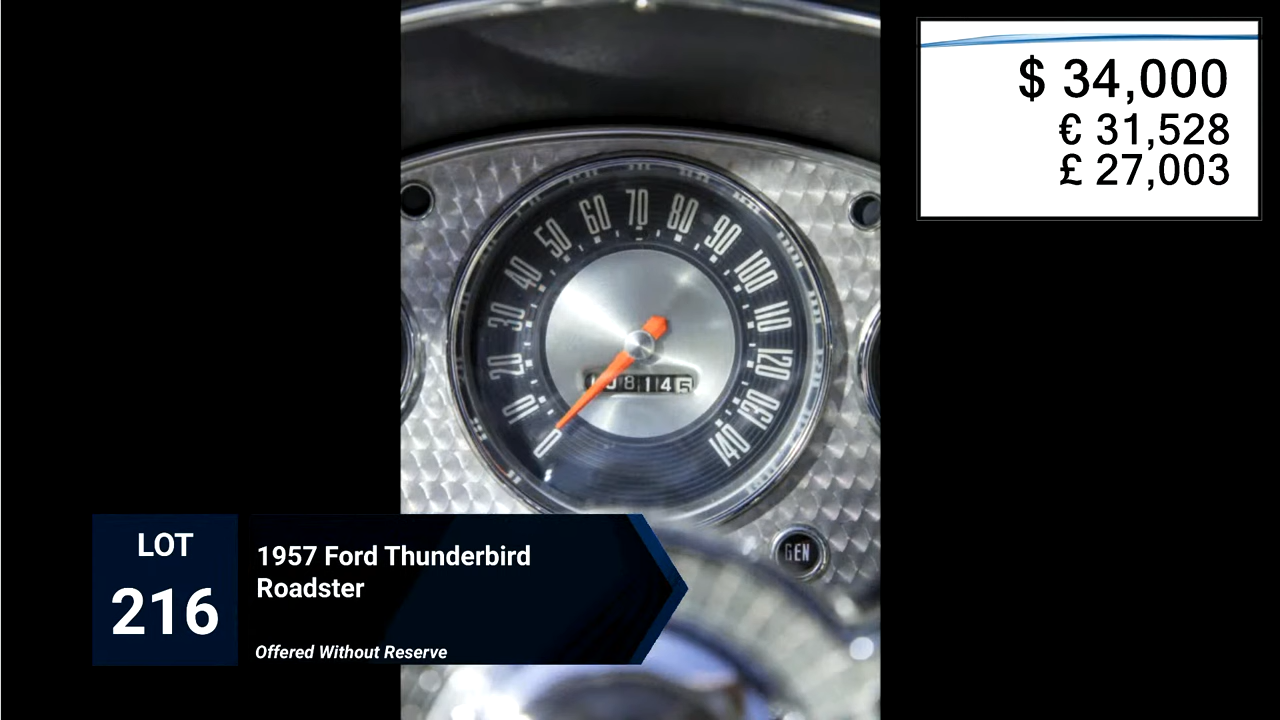 $ 34,000
€ 31,528
£ 27,003
0 10 20 30 40 50 60 70 80 90 100 110 120 130 140
GEN
LOT
216
1957 Ford Thunderbird
Roadster
Offered Without Reserve